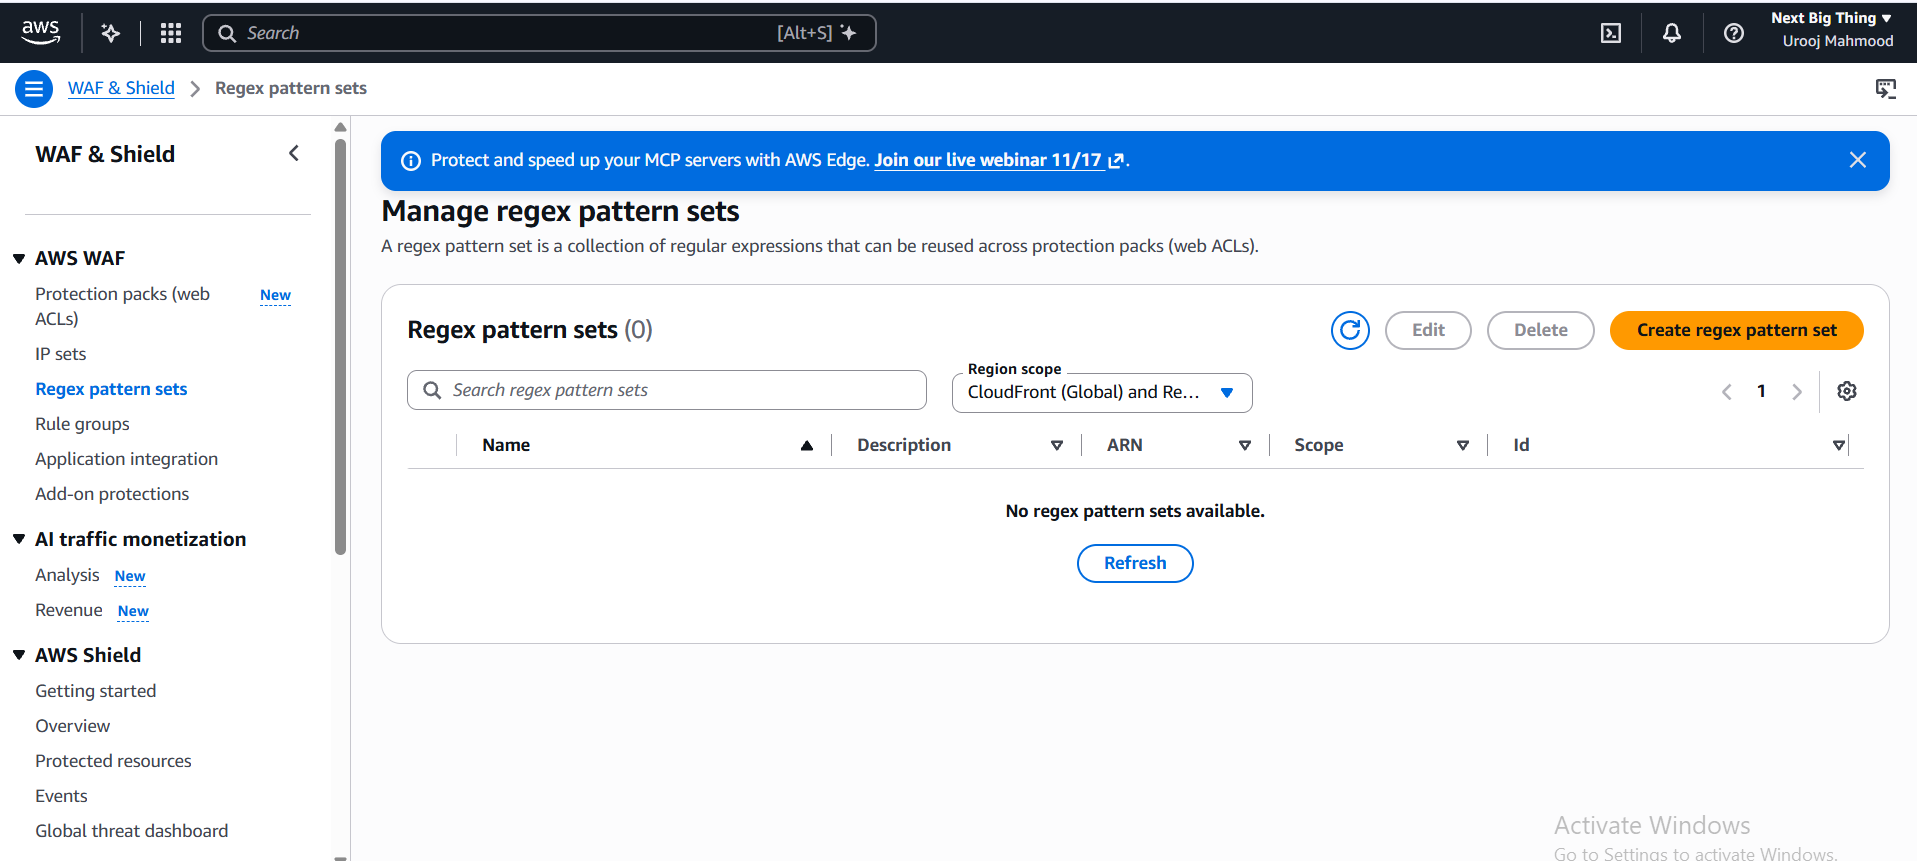 aws
Search [Alt+S]
Next Big Thing
Urooj Mahmood
WAF & Shield
Regex pattern sets
WAF & Shield
AWS WAF
Protection packs (web ACLs) New
IP sets
Regex pattern sets
Rule groups
Application integration
Add-on protections
AI traffic monetization
Analysis New
Revenue New
AWS Shield
Getting started
Overview
Protected resources
Events
Global threat dashboard
Protect and speed up your MCP servers with AWS Edge. Join our live webinar 11/17.
Manage regex pattern sets
A regex pattern set is a collection of regular expressions that can be reused across protection packs (web ACLs).
Regex pattern sets (0)
Edit
Delete
Create regex pattern set
Search regex pattern sets
Region scope
CloudFront (Global) and Re...
1
Name Description ARN Scope Id
No regex pattern sets available.
Refresh
Activate Windows
Go to Settings to activate Windows.